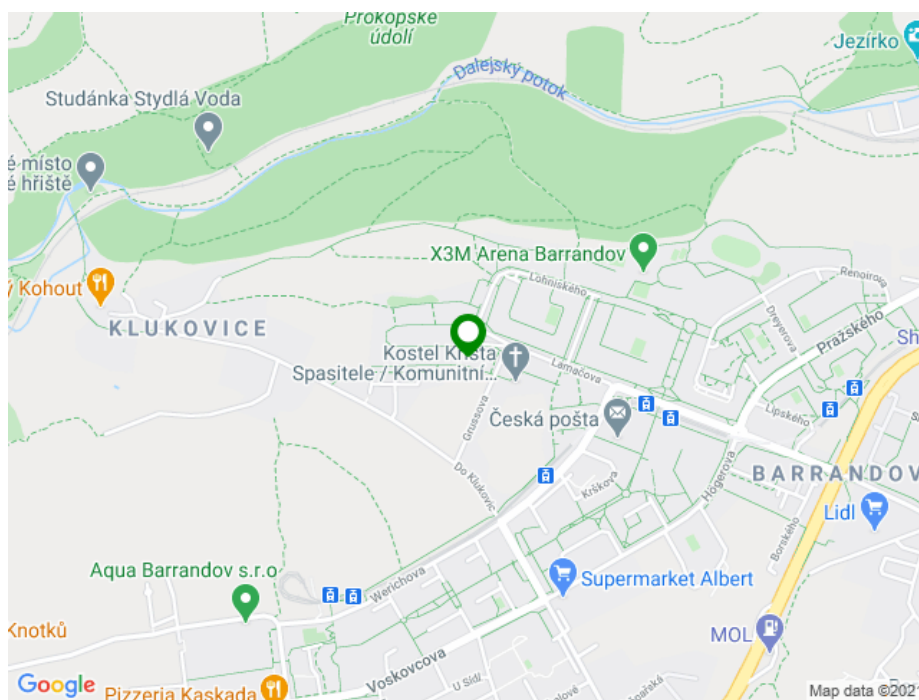 Prokopské
údolí
Jezírko
Dalejský potok
Studánka Stydlá Voda
é místo
é hřiště
X3M Arena Barrandov
Renoirova
Lohniského
ý Kohout
Dreyerova
KLUKOVICE
Pražského
Sh
Kostel Krista
Spasitele / Komunitní...
Lamačova
Grussova
Lipského
Česká pošta
Högerova
BARRANDOV
Do Klukovic
Krškova
Borského
Lidl
Aqua Barrandov s.r.o
Werichova
Supermarket Albert
Knotků
MOL
Voskovcova
U Sídl
Google
Pizzeria Kaskada
Map data ©202